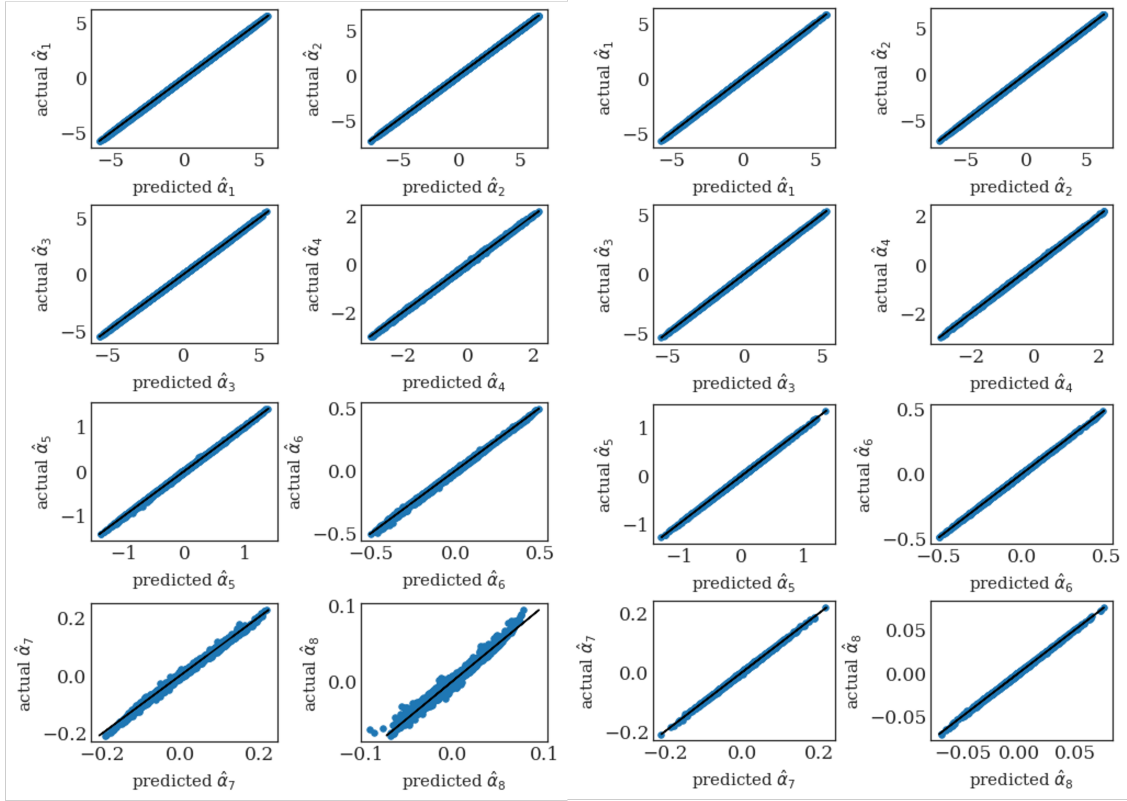 actual α̂1
5
0
−5
−5 0 5
predicted α̂1
actual α̂2
5
0
−5
−5 0 5
predicted α̂2
actual α̂1
5
0
−5
−5 0 5
predicted α̂1
actual α̂2
5
0
−5
−5 0 5
predicted α̂2
actual α̂3
5
0
−5
−5 0 5
predicted α̂3
actual α̂4
2
0
−2
−2 0 2
predicted α̂4
actual α̂3
5
0
−5
−5 0 5
predicted α̂3
actual α̂4
2
0
−2
−2 0 2
predicted α̂4
actual α̂5
1
0
−1
−1 0 1
predicted α̂5
actual α̂6
0.5
0.0
−0.5
−0.5 0.0 0.5
predicted α̂6
actual α̂5
1
0
−1
−1 0 1
predicted α̂5
actual α̂6
0.5
0.0
−0.5
−0.5 0.0 0.5
predicted α̂6
actual α̂7
0.2
0.0
−0.2
−0.2 0.0 0.2
predicted α̂7
actual α̂8
0.1
0.0
−0.1 0.0 0.1
predicted α̂8
actual α̂7
0.2
0.0
−0.2
−0.2 0.0 0.2
predicted α̂7
actual α̂8
0.05
0.00
−0.05
−0.05 0.00 0.05
predicted α̂8